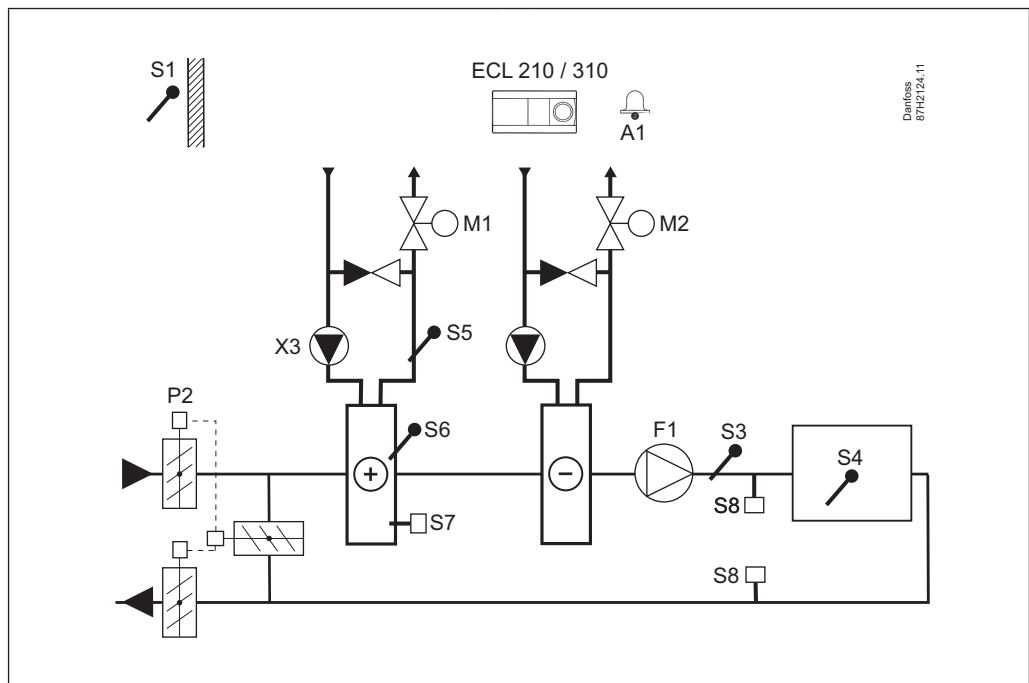 S1
ECL 210 / 310
A1
Danfoss
87H2124.11
M1
M2
X3
S5
P2
S6
F1
S3
S4
+
−
S8
S7
S8